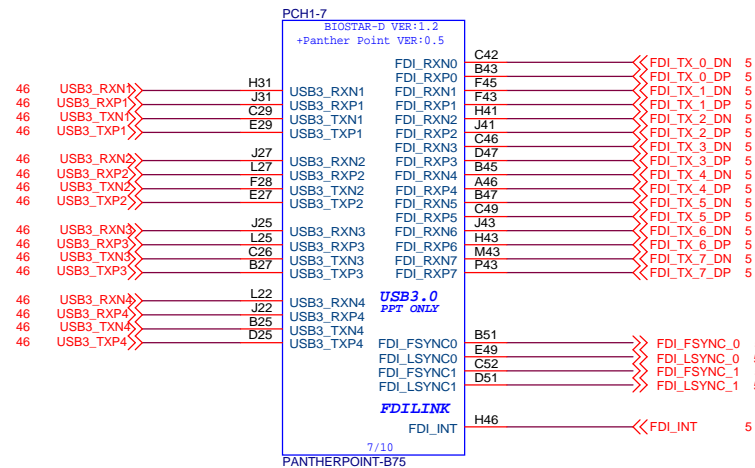 PCH1-7
BIOSTAR-D VER:1.2
+Panther Point VER:0.5
FDI_RXN0 C42 FDI_TX_0_DN 5
FDI_RXP0 B43 FDI_TX_0_DP 5
46 USB3_RXN1 H31 USB3_RXN1 FDI_RXN1 F45 FDI_TX_1_DN 5
46 USB3_RXP1 J31 USB3_RXP1 FDI_RXP1 F43 FDI_TX_1_DP 5
46 USB3_TXN1 C29 USB3_TXN1 FDI_RXN2 H41 FDI_TX_2_DN 5
46 USB3_TXP1 E29 USB3_TXP1 FDI_RXP2 J41 FDI_TX_2_DP 5
FDI_RXN3 C46 FDI_TX_3_DN 5
46 USB3_RXN2 J27 USB3_RXN2 FDI_RXP3 D47 FDI_TX_3_DP 5
46 USB3_RXP2 L27 USB3_RXP2 FDI_RXN4 B45 FDI_TX_4_DN 5
46 USB3_TXN2 F28 USB3_TXN2 FDI_RXP4 A46 FDI_TX_4_DP 5
46 USB3_TXP2 E27 USB3_TXP2 FDI_RXN5 B47 FDI_TX_5_DN 5
FDI_RXP5 C49 FDI_TX_5_DP 5
46 USB3_RXN3 J25 USB3_RXN3 FDI_RXN6 J43 FDI_TX_6_DN 5
46 USB3_RXP3 L25 USB3_RXP3 FDI_RXP6 H43 FDI_TX_6_DP 5
46 USB3_TXN3 C26 USB3_TXN3 FDI_RXN7 M43 FDI_TX_7_DN 5
46 USB3_TXP3 B27 USB3_TXP3 FDI_RXP7 P43 FDI_TX_7_DP 5
46 USB3_RXN4 L22 USB3_RXN4 USB3.0
46 USB3_RXP4 J22 USB3_RXP4 PPT ONLY
46 USB3_TXN4 B25 USB3_TXN4
46 USB3_TXP4 D25 USB3_TXP4 FDI_FSYNC0 B51 FDI_FSYNC_0
FDI_LSYNC0 E49 FDI_LSYNC_0 5
FDI_FSYNC1 C52 FDI_FSYNC_1
FDI_LSYNC1 D51 FDI_LSYNC_1 5
FDILINK
FDI_INT H46 FDI_INT 5
7/10
PANTHERPOINT-B75